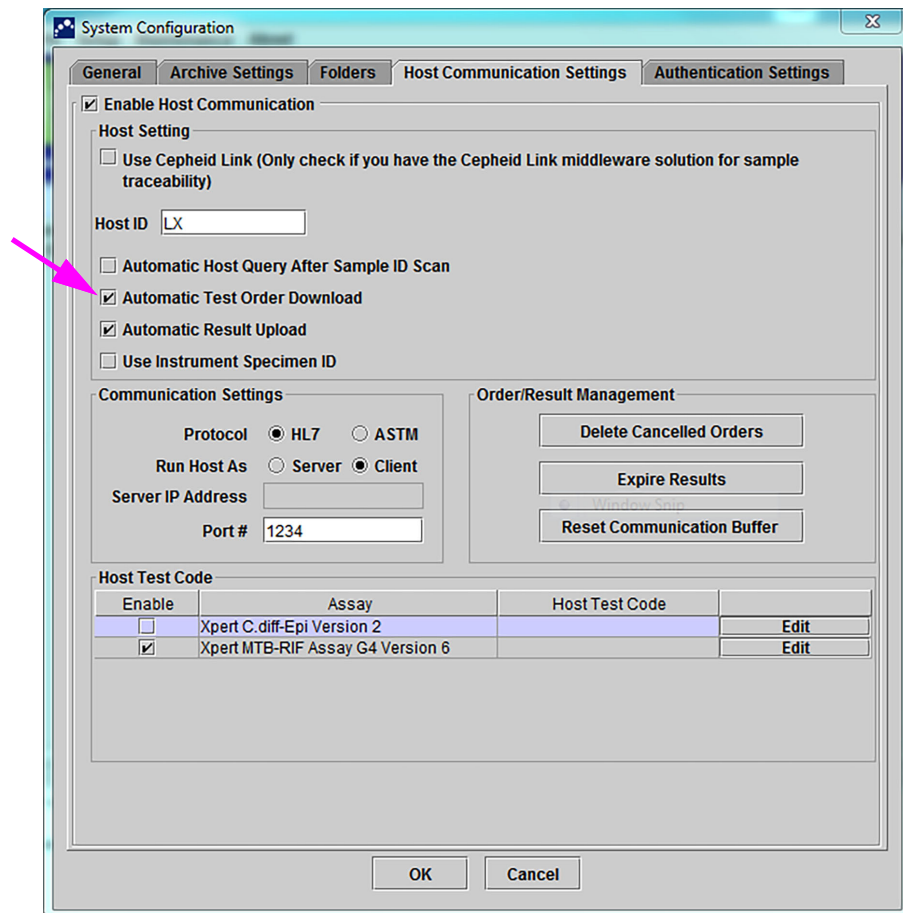 System Configuration
General Archive Settings Folders Host Communication Settings Authentication Settings
Enable Host Communication
Host Setting
Use Cepheid Link (Only check if you have the Cepheid Link middleware solution for sample
traceability)
Host ID LX
Automatic Host Query After Sample ID Scan
Automatic Test Order Download
Automatic Result Upload
Use Instrument Specimen ID
Communication Settings
Protocol HL7 ASTM
Run Host As Server Client
Server IP Address
Port # 1234
Order/Result Management
Delete Cancelled Orders
Expire Results
Window Snip
Reset Communication Buffer
Host Test Code
Enable Assay Host Test Code
Xpert C.diff-Epi Version 2 Edit
Xpert MTB-RIF Assay G4 Version 6 Edit
OK Cancel